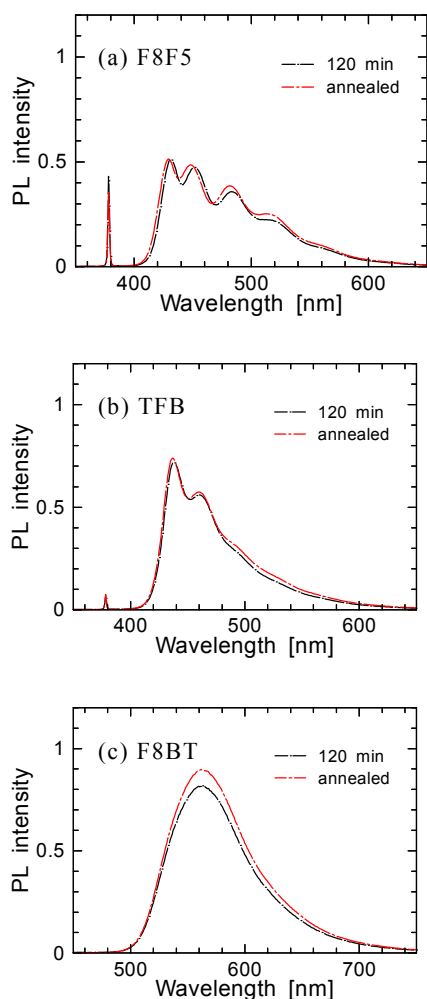 (a) F8F5
120 min
annealed
PL intensity
1
0.5
0
400 500 600
Wavelength [nm]
(b) TFB
120 min
annealed
PL intensity
1
0.5
0
400 500 600
Wavelength [nm]
(c) F8BT
120 min
annealed
PL intensity
1
0.5
0
500 600 700
Wavelength [nm]